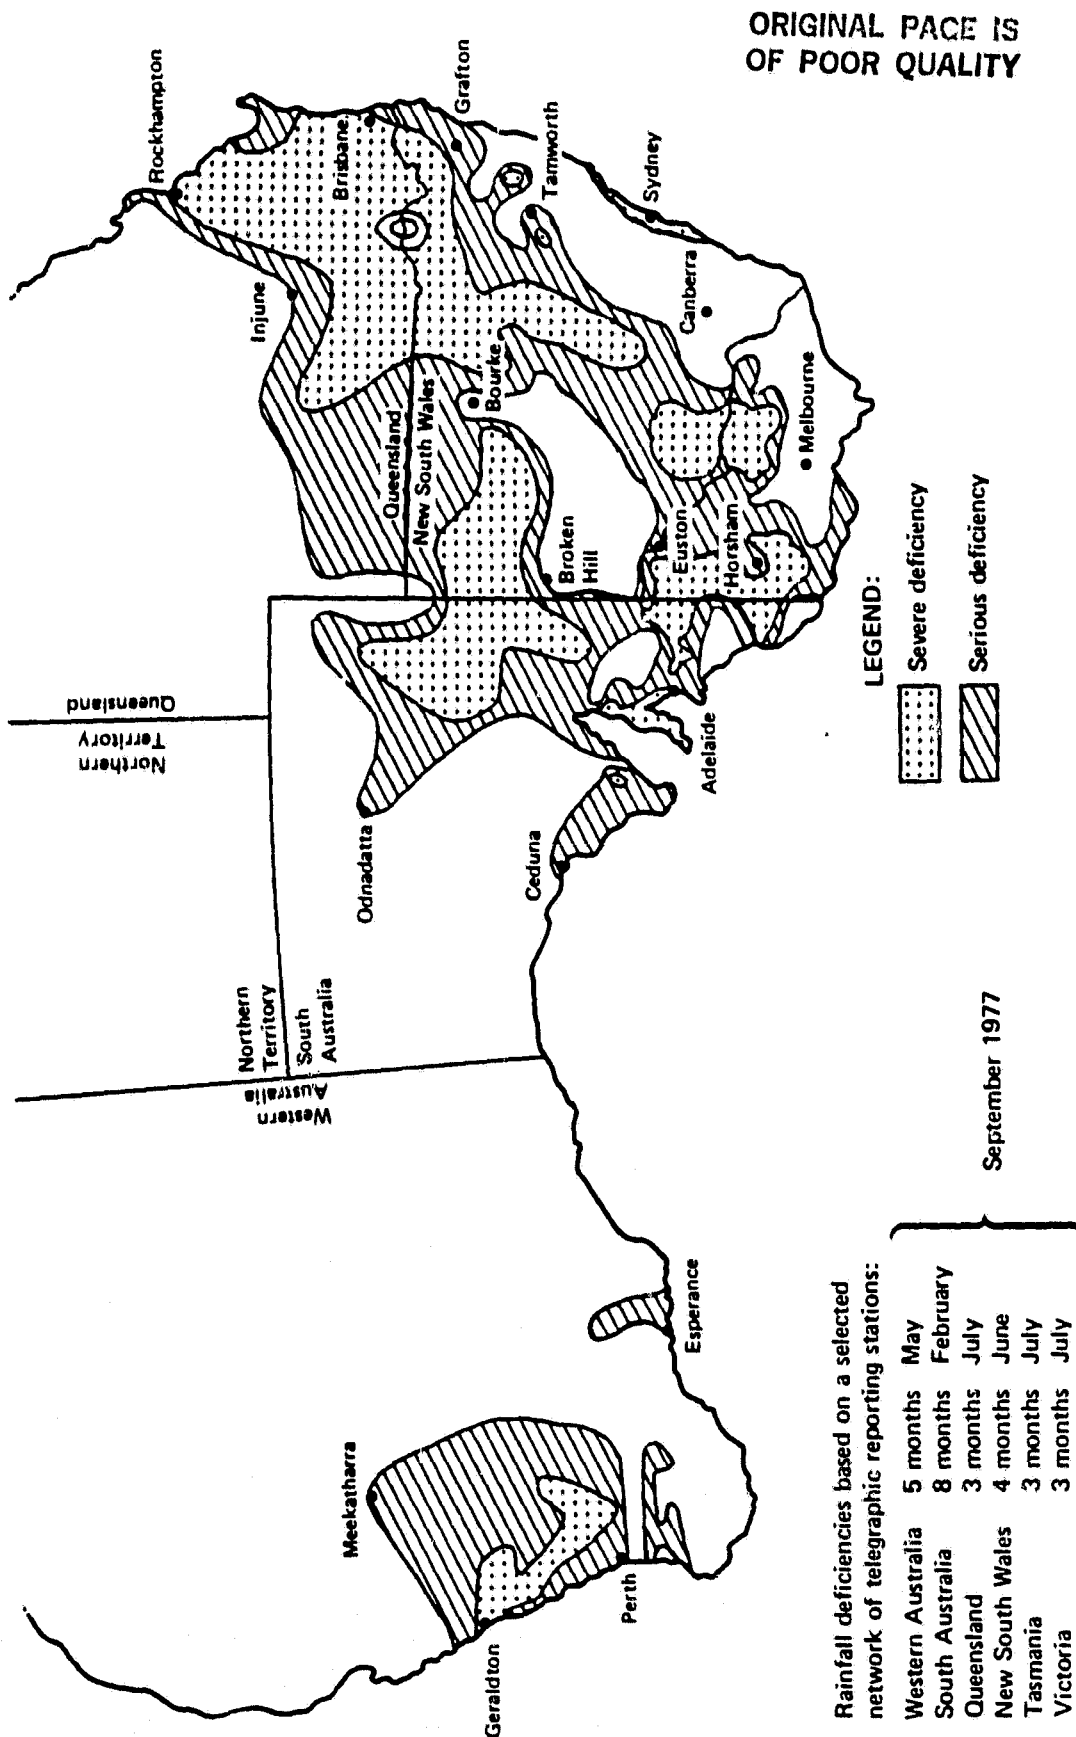 ORIGINAL PAGE IS
OF POOR QUALITY
Rockhampton
Injune
Brisbane
Grafton
Tamworth
Sydney
Canberra
Bourke
Queensland
New South Wales
Broken
Hill
Euston
Horsham
Melbourne
Queensland
Northern
Territory
Odnadatta
Ceduna
Adelaide
Northern
Territory
South
Australia
Western
Australia
Esperance
Meekatharra
Geraldton
Perth
LEGEND:
Severe deficiency
Serious deficiency
Rainfall deficiencies based on a selected
network of telegraphic reporting stations:
Western Australia 5 months May
South Australia 8 months February
Queensland 3 months July
New South Wales 4 months June
Tasmania 3 months July
Victoria 3 months July
September 1977